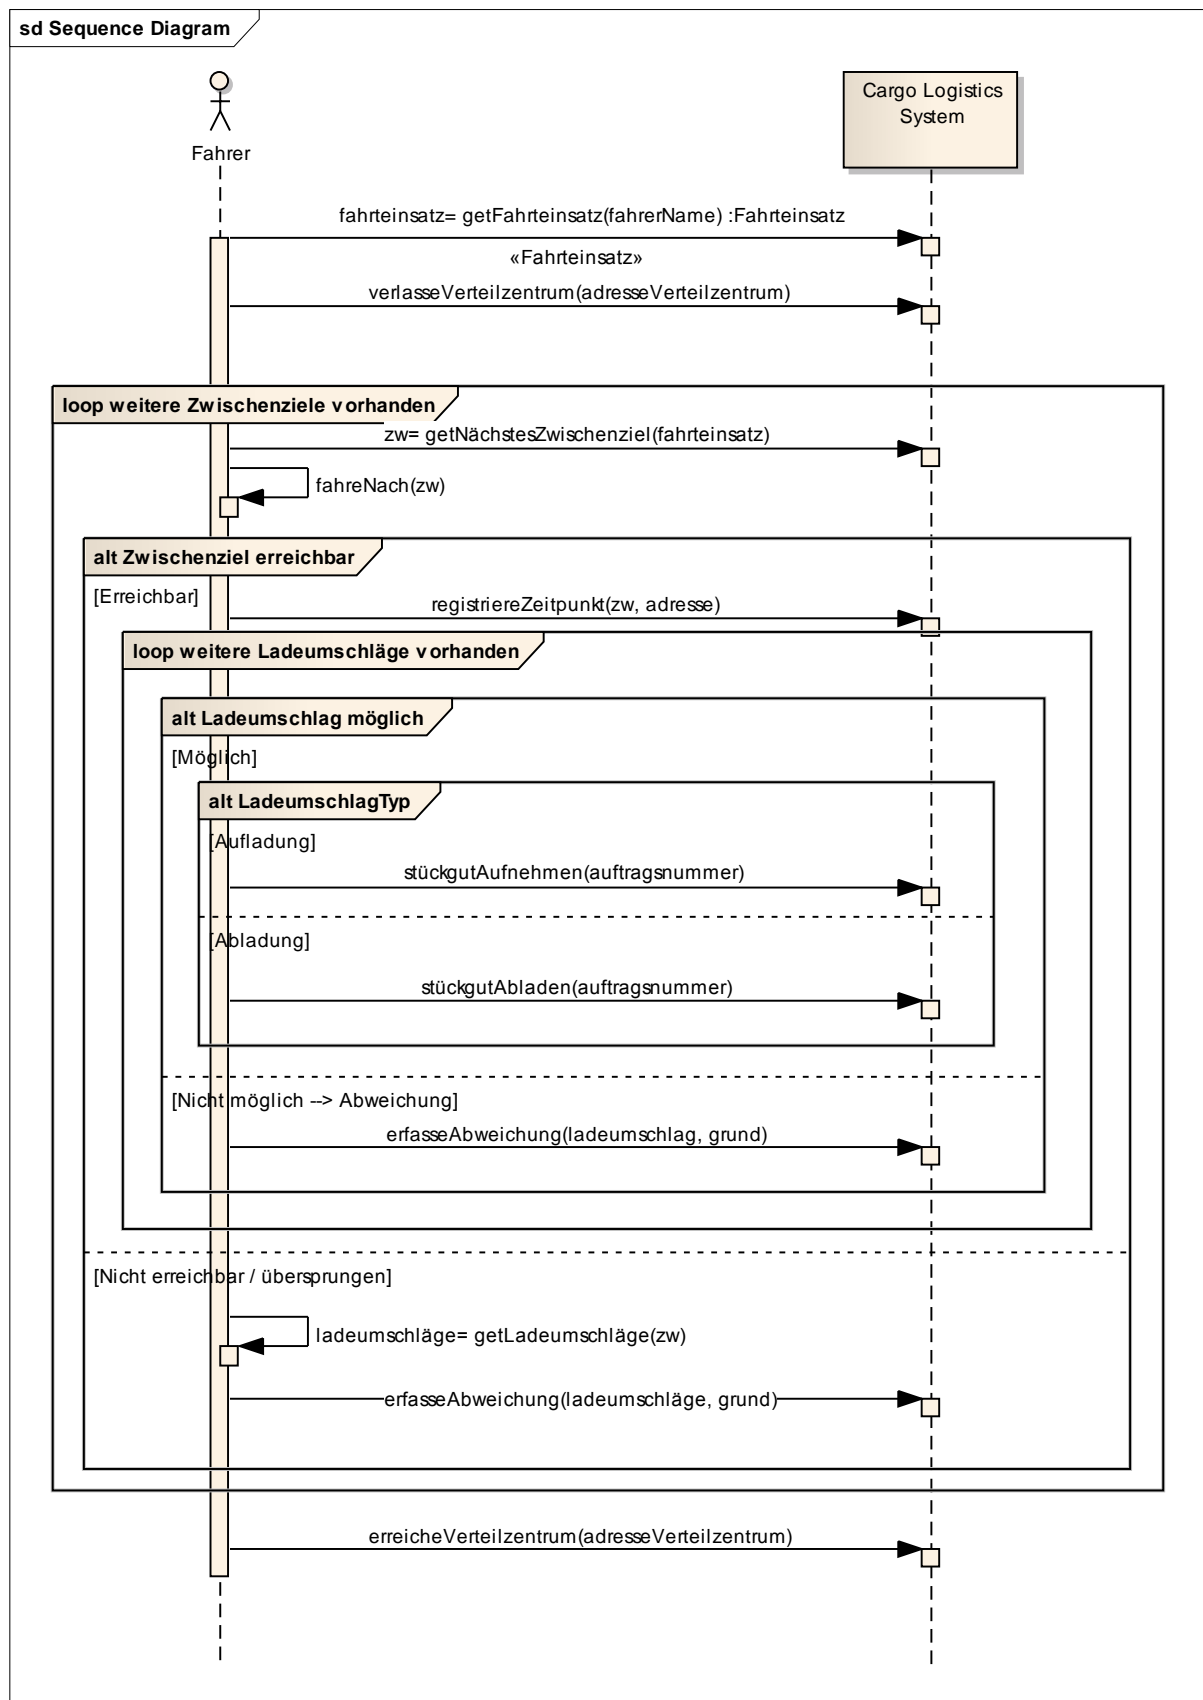 sd Sequence Diagram
Cargo Logistics
System
Fahrer
fahrteinsatz= getFahrteinsatz(fahrerName) :Fahrteinsatz
«Fahrteinsatz»
verlasseVerteilzentrum(adresseVerteilzentrum)
loop weitere Zwischenziele vorhanden
zw= getNächstesZwischenziel(fahrteinsatz)
fahreNach(zw)
alt Zwischenziel erreichbar
[Erreichbar]
registriereZeitpunkt(zw, adresse)
loop weitere Ladeumschläge vorhanden
alt Ladeumschlag möglich
[Möglich]
alt LadeumschlagTyp
[Aufladung]
stückgutAufnehmen(auftragsnummer)
[Abladung]
stückgutAbladen(auftragsnummer)
[Nicht möglich --> Abweichung]
erfasseAbweichung(ladeumschlag, grund)
[Nicht erreichbar / übersprungen]
ladeumschläge= getLadeumschläge(zw)
erfasseAbweichung(ladeumschläge, grund)
erreicheVerteilzentrum(adresseVerteilzentrum)